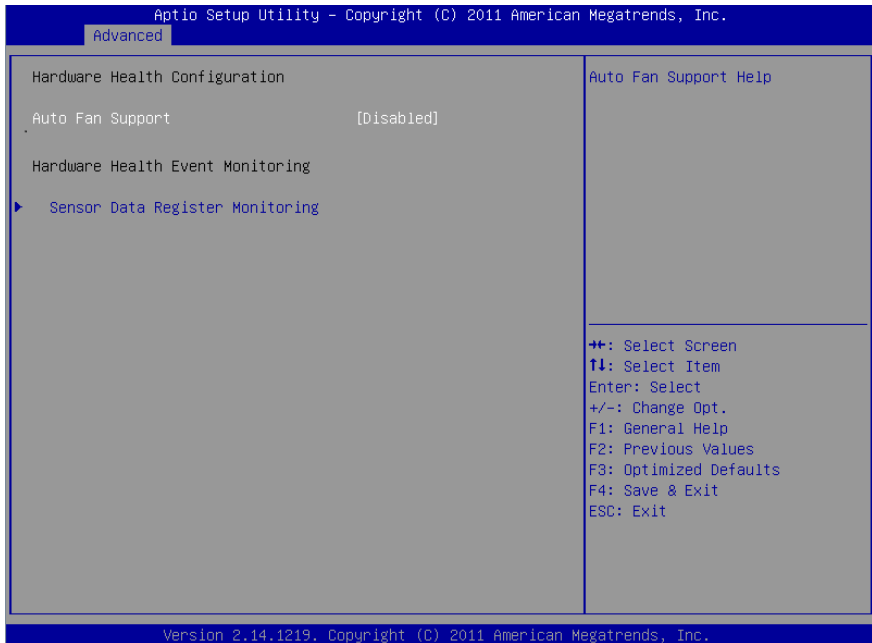 Aptio Setup Utility – Copyright (C) 2011 American Megatrends, Inc.
Advanced
Hardware Health Configuration
Auto Fan Support [Disabled]
Hardware Health Event Monitoring
▶ Sensor Data Register Monitoring
Auto Fan Support Help
→←: Select Screen
↑↓: Select Item
Enter: Select
+/-: Change Opt.
F1: General Help
F2: Previous Values
F3: Optimized Defaults
F4: Save & Exit
ESC: Exit
Version 2.14.1219. Copyright (C) 2011 American Megatrends, Inc.